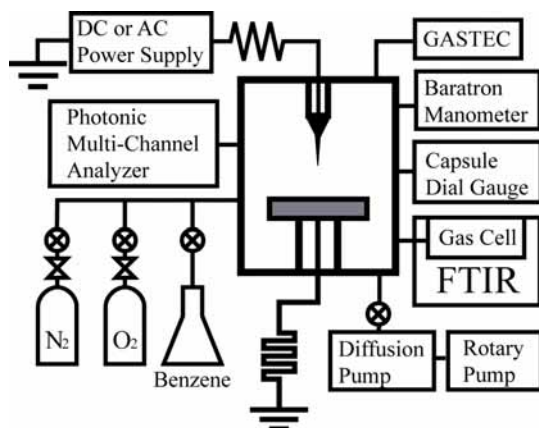 DC or AC
Power Supply
GASTEC
Baratron
Manometer
Photonic
Multi-Channel
Analyzer
Capsule
Dial Gauge
Gas Cell
FTIR
N₂
O₂
Benzene
Diffusion
Pump
Rotary
Pump